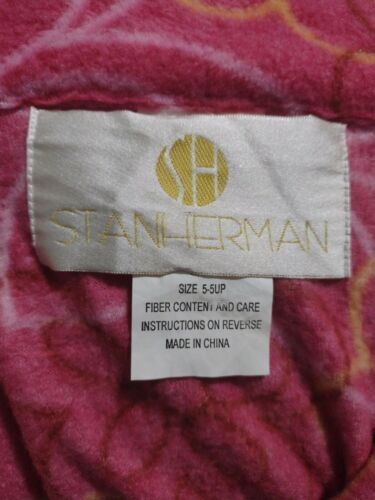 SH
STANHERMAN
SIZE 5-5UP
FIBER CONTENT AND CARE
INSTRUCTIONS ON REVERSE
MADE IN CHINA